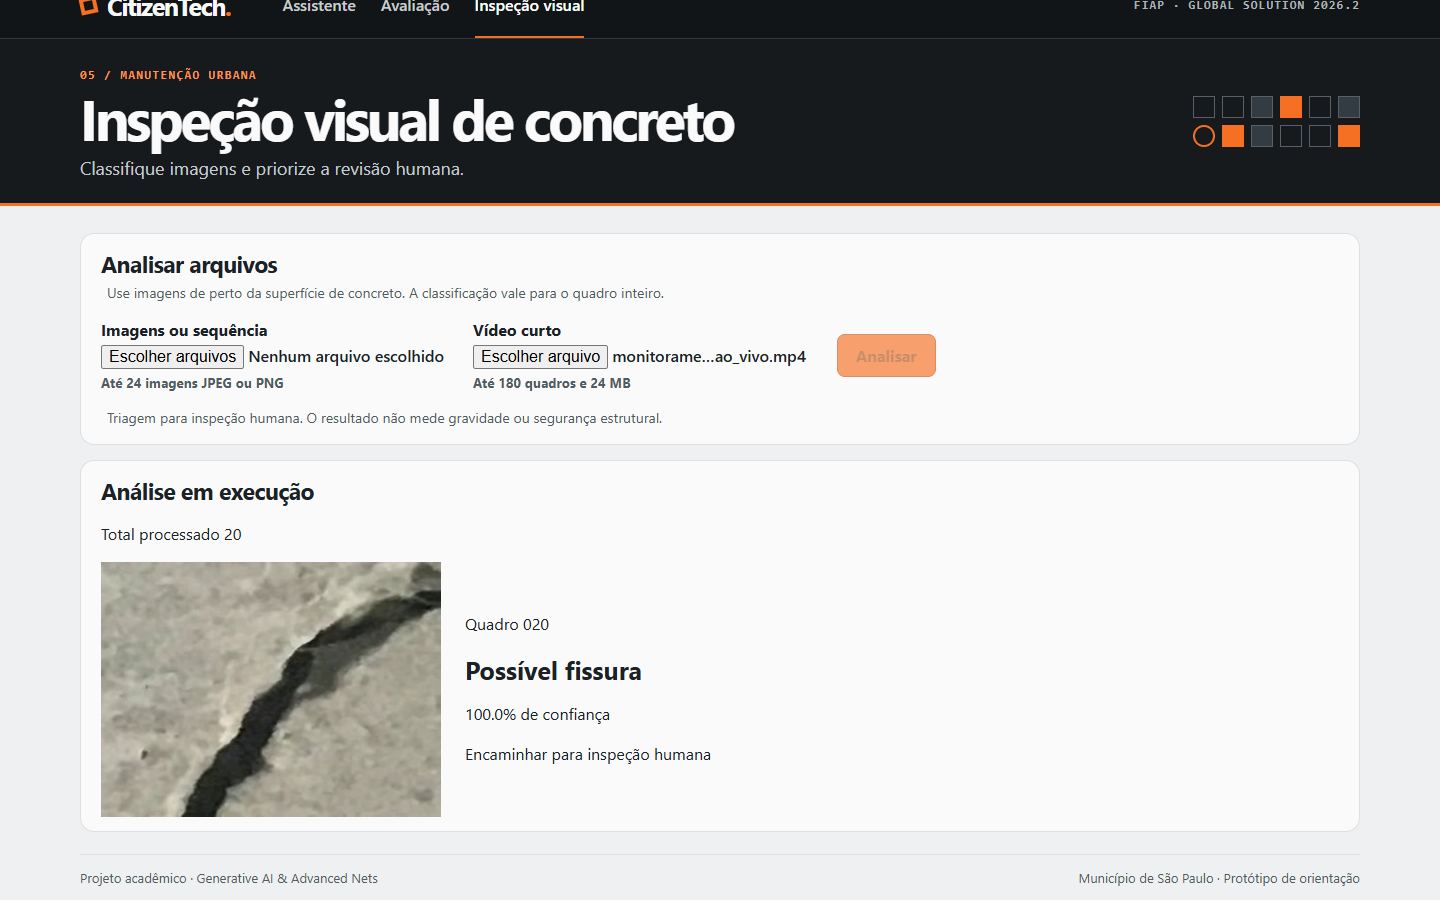 CitizenTech.
Assistente
Avaliação
Inspeção visual
FIAP · GLOBAL SOLUTION 2026.2
05 / MANUTENÇÃO URBANA
Inspeção visual de concreto
Classifique imagens e priorize a revisão humana.
Analisar arquivos
Use imagens de perto da superfície de concreto. A classificação vale para o quadro inteiro.
Imagens ou sequência
Escolher arquivos Nenhum arquivo escolhido
Até 24 imagens JPEG ou PNG
Vídeo curto
Escolher arquivo monitorame...ao_vivo.mp4
Até 180 quadros e 24 MB
Analisar
Triagem para inspeção humana. O resultado não mede gravidade ou segurança estrutural.
Análise em execução
Total processado 20
Quadro 020
Possível fissura
100.0% de confiança
Encaminhar para inspeção humana
Projeto acadêmico · Generative AI & Advanced Nets
Município de São Paulo · Protótipo de orientação